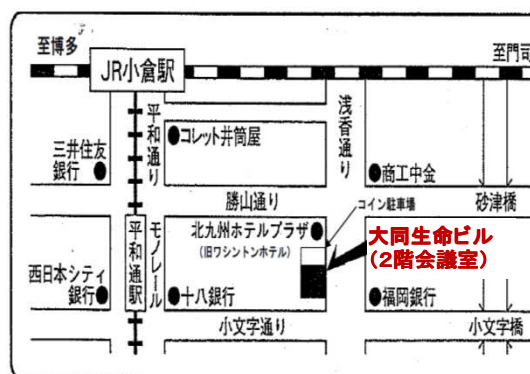 至博多
至門司
JR小倉駅
平和通り
浅香通り
コレット井筒屋
三井住友
銀行
商工中金
勝山通り
コイン駐車場
砂津橋
北九州ホテルプラザ
(旧ワシントンホテル)
大同生命ビル
(2階会議室)
平和通駅
モノレール
西日本シティ
銀行
十八銀行
福岡銀行
小文字通り
小文字橋